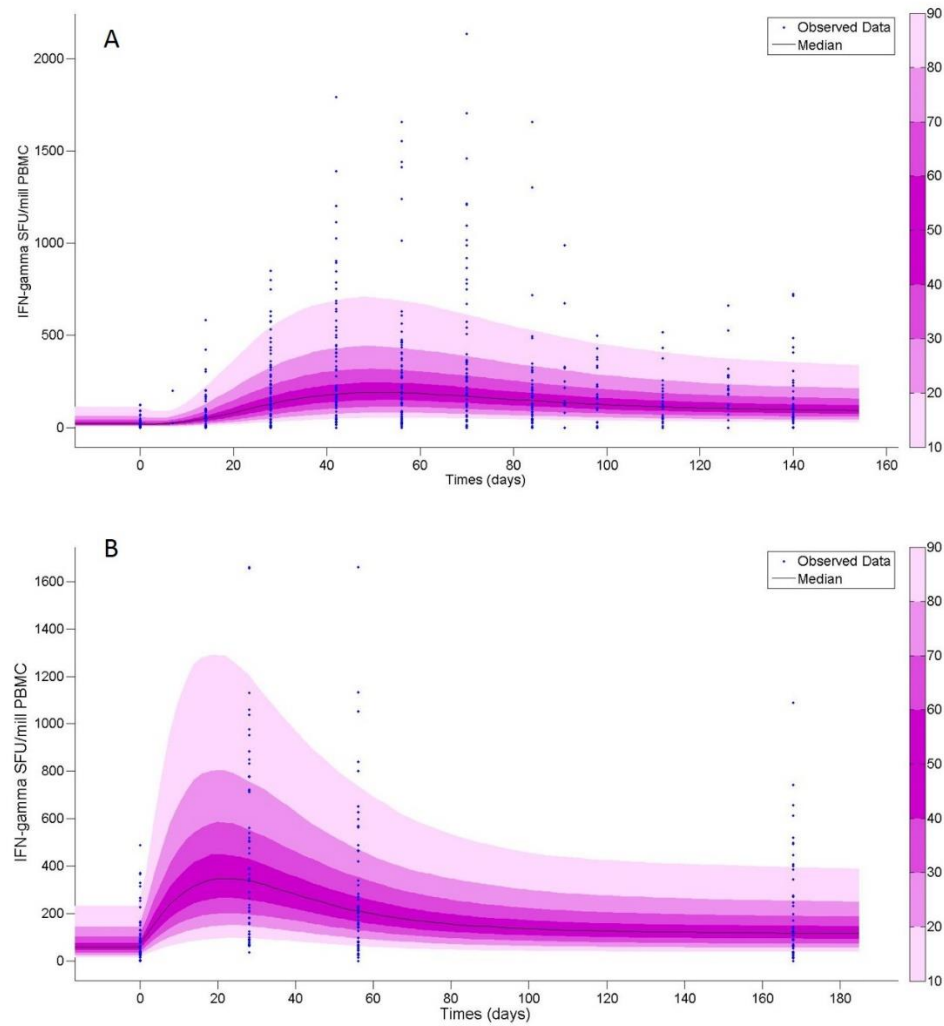 A
Observed Data
Median
IFN-gamma SFU/mill PBMC
2000
1500
1000
500
0
0 20 40 60 80 100 120 140 160
Times (days)
90
80
70
60
50
40
30
20
10
B
Observed Data
Median
IFN-gamma SFU/mill PBMC
1600
1400
1200
1000
800
600
400
200
0
0 20 40 60 80 100 120 140 160 180
Times (days)
90
80
70
60
50
40
30
20
10